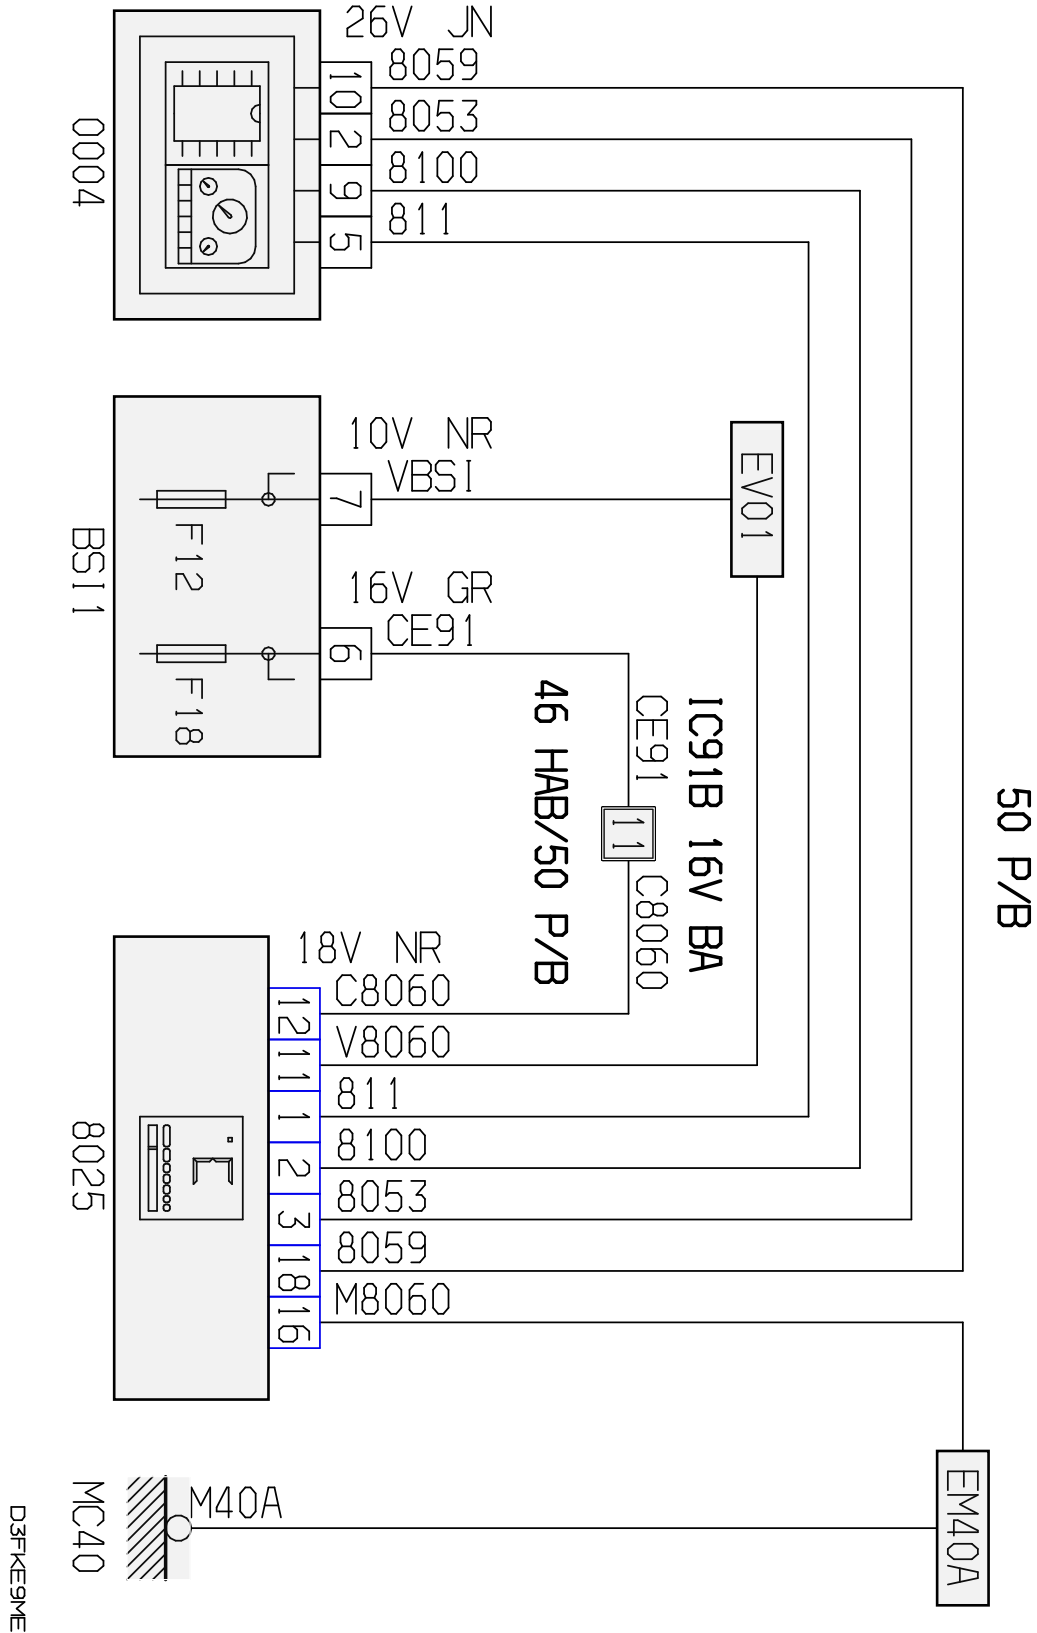 26V JN
8059
10
8053
2
8100
9
811
5
0004
10V NR
VBSI
7
F12
EV01
16V GR
CE91
6
F18
BSI1
CE91
11
C8060
IC91B 16V BA
46 HAB/50 P/B
50 P/B
18V NR
C8060
12
V8060
11
811
1
8100
2
8053
3
8059
18
M8060
16
8025
EM40A
M40A
MC40
D3FKE9ME